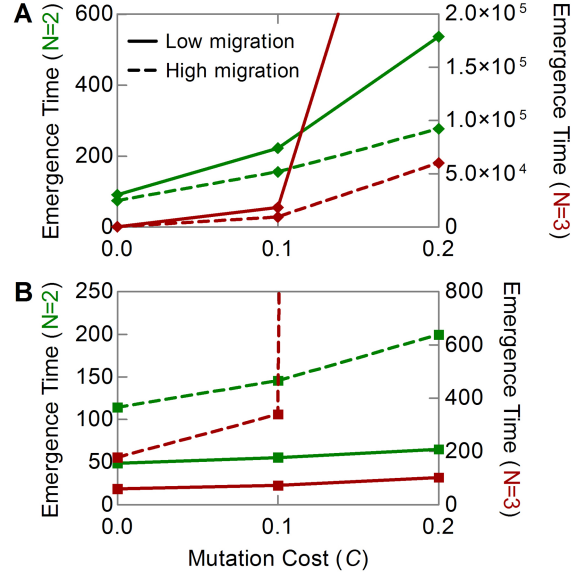 A
Emergence Time (N=2)
600
400
200
0
Low migration
High migration
2.0×10⁵
1.5×10⁵
1.0×10⁵
5.0×10⁴
0
Emergence Time (N=3)
0.0
0.1
0.2
B
Emergence Time (N=2)
250
200
150
100
50
0
800
600
400
200
0
Emergence Time (N=3)
0.0
0.1
0.2
Mutation Cost (C)